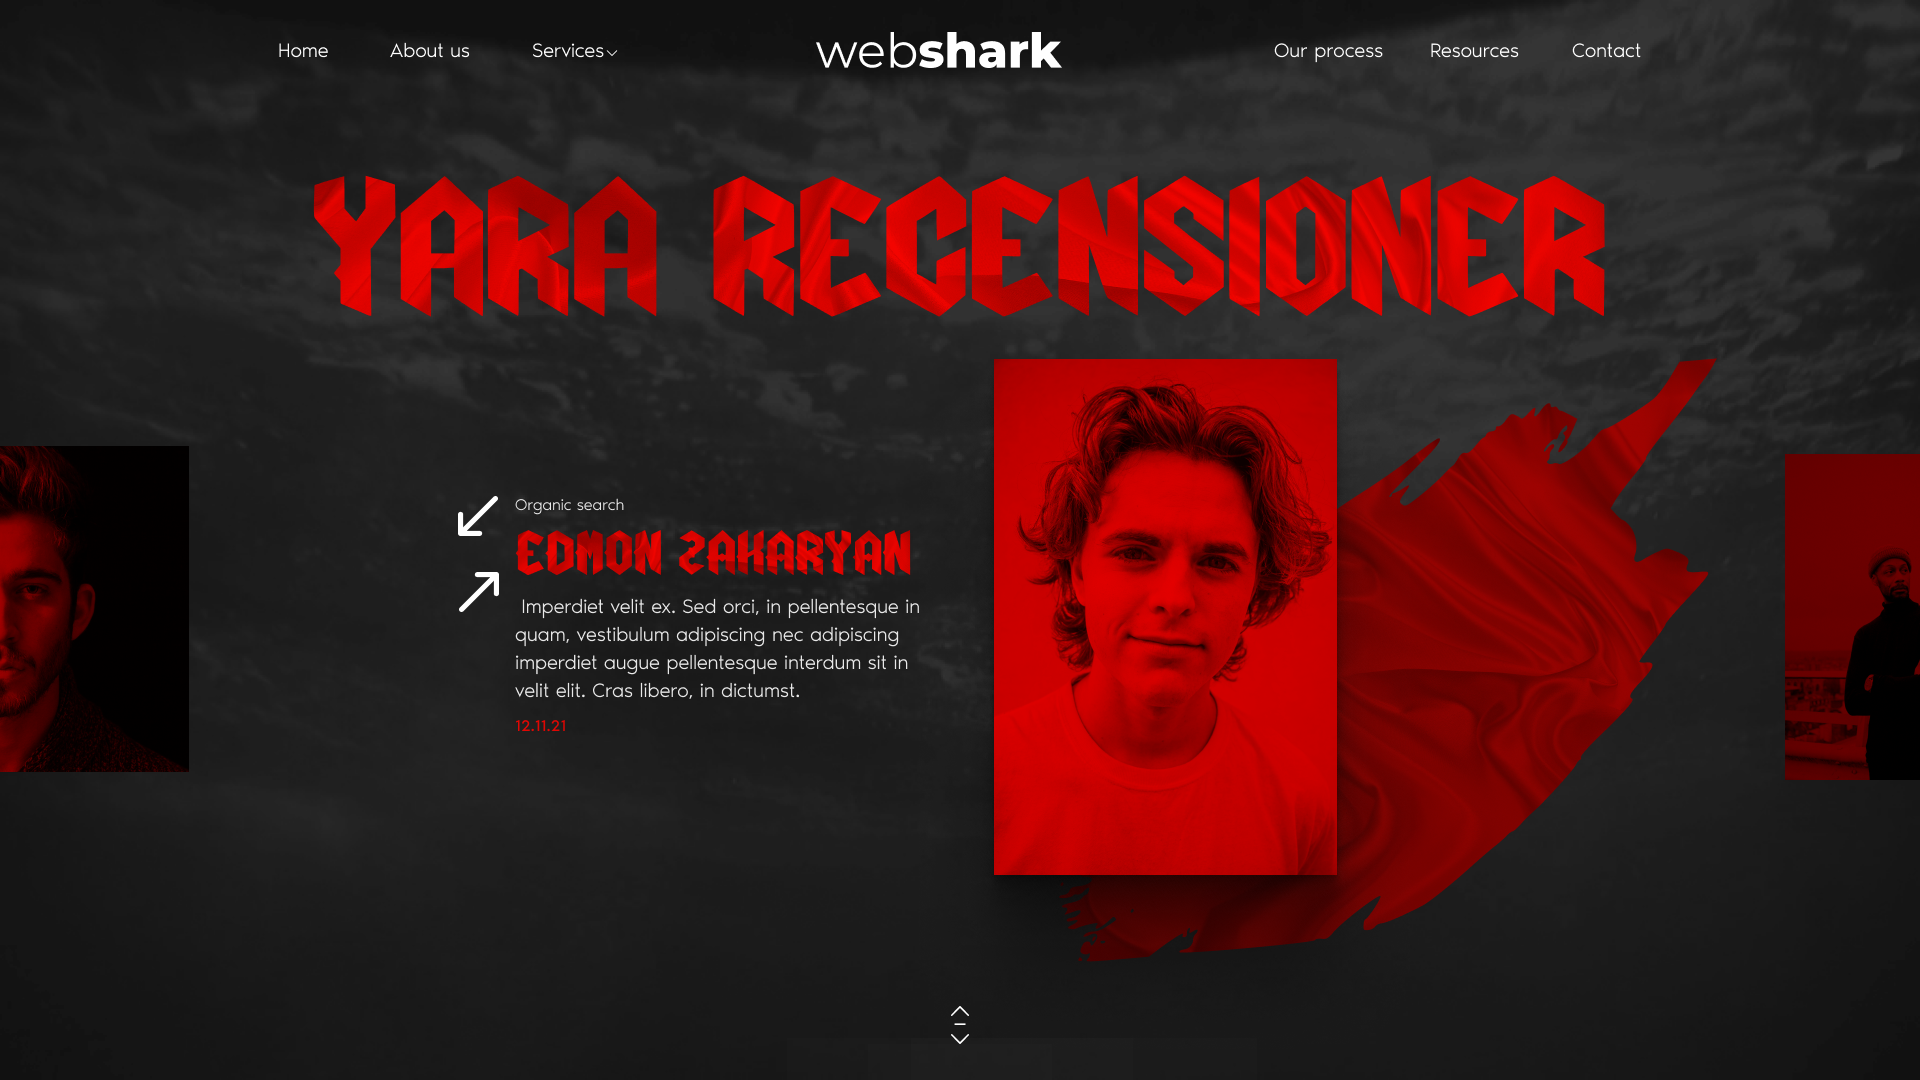 Home
About us
Services
webshark
Our process
Resources
Contact
YARA RECENSIONER
Organic search
EDMON ZAKARYAN
Imperdiet velit ex. Sed orci, in pellentesque in
quam, vestibulum adipiscing nec adipiscing
imperdiet augue pellentesque interdum sit in
velit elit. Cras libero, in dictumst.
12.11.21